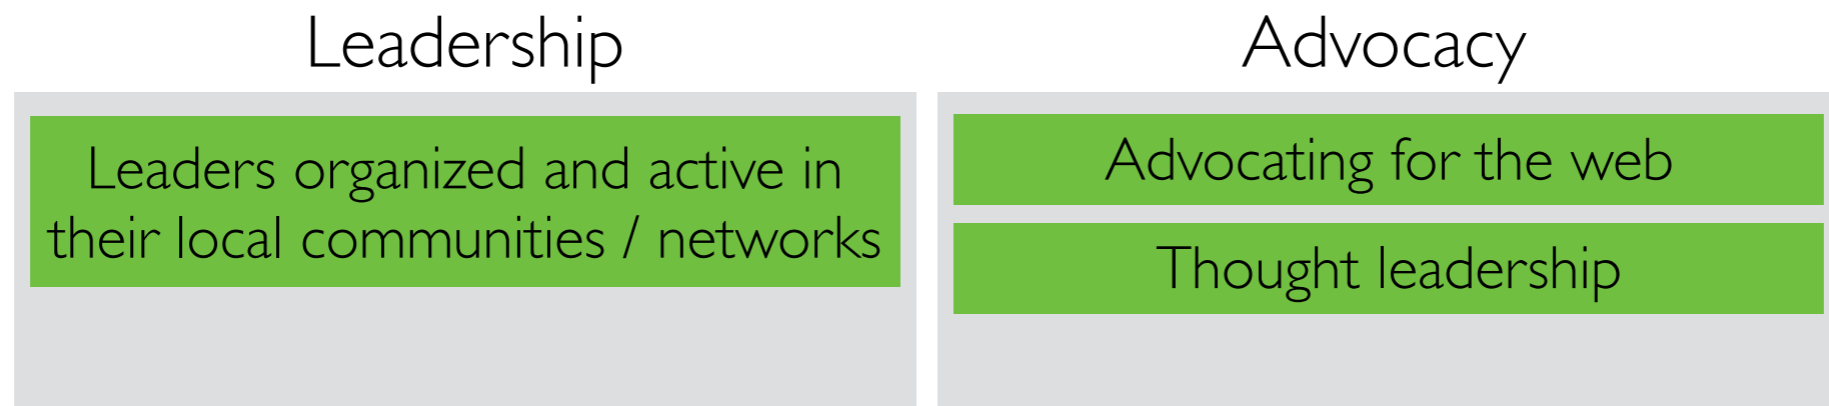 Leadership
Leaders organized and active in
their local communities / networks
Advocacy
Advocating for the web
Thought leadership